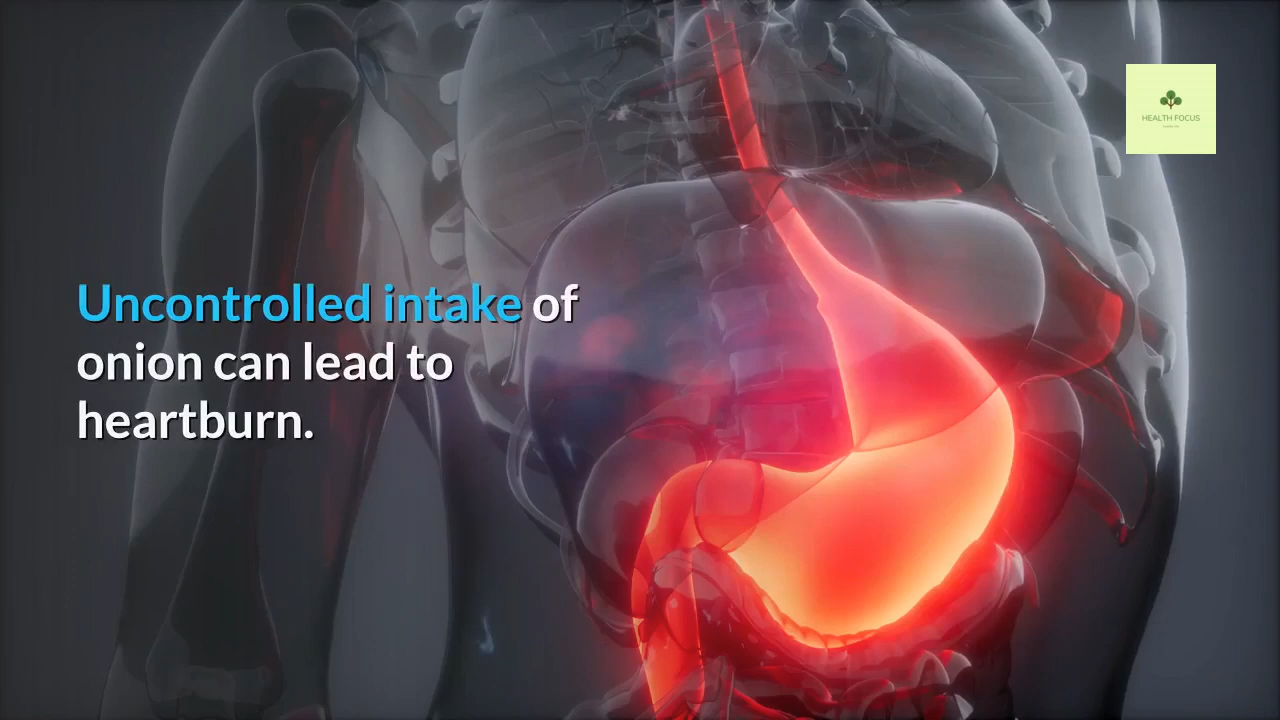 HEALTH FOCUS
Uncontrolled intake of
onion can lead to
heartburn.